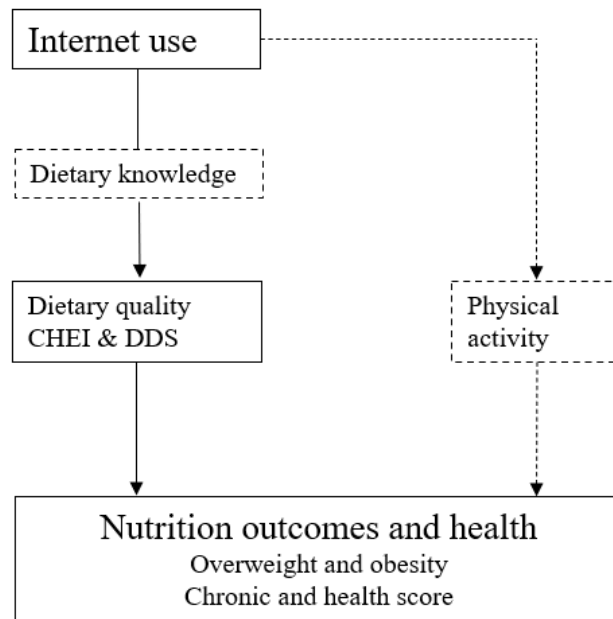 Internet use
Dietary knowledge
Dietary quality
CHEI & DDS
Physical
activity
Nutrition outcomes and health
Overweight and obesity
Chronic and health score